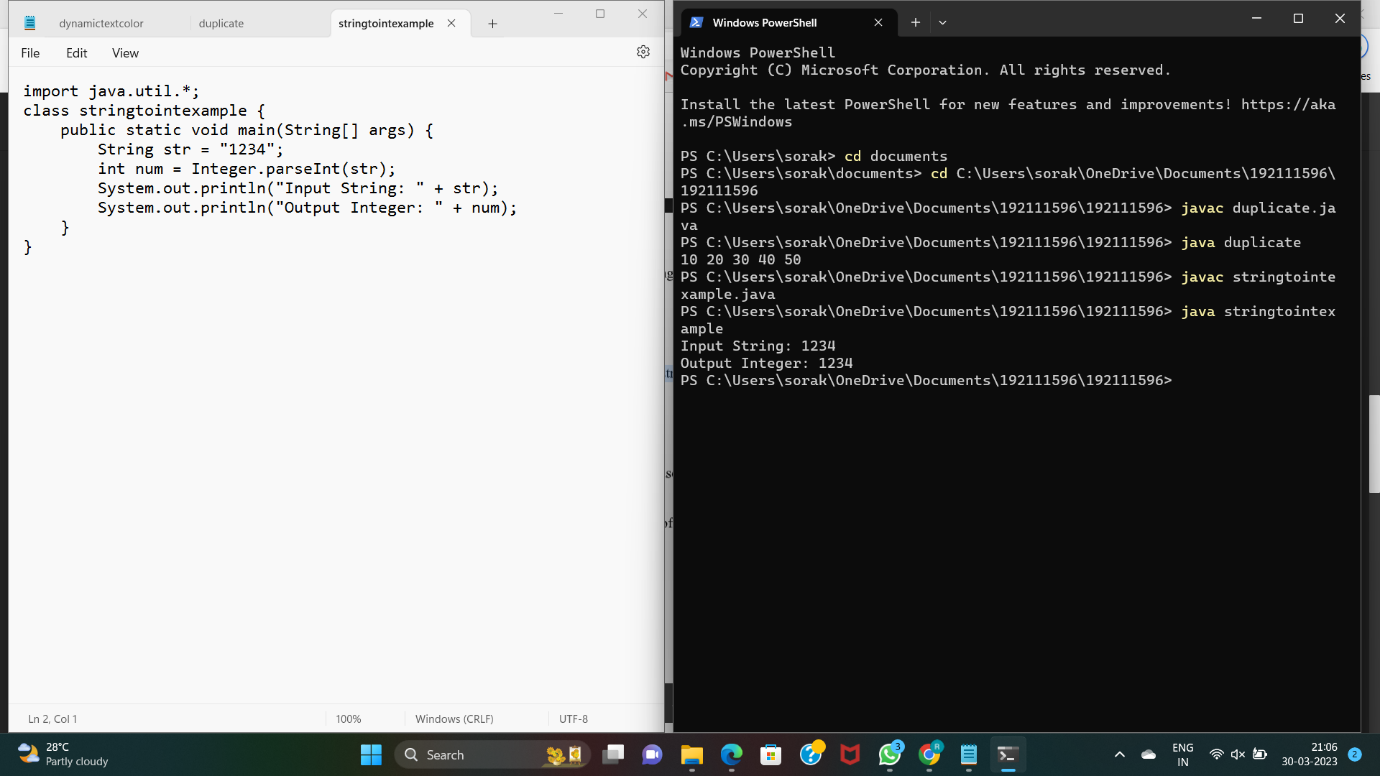 dynamictextcolor
duplicate
stringtointexample
File
Edit
View
import java.util.*;
class stringtointexample {
    public static void main(String[] args) {
        String str = "1234";
        int num = Integer.parseInt(str);
        System.out.println("Input String: " + str);
        System.out.println("Output Integer: " + num);
    }
}
Ln 2, Col 1
100%
Windows (CRLF)
UTF-8
Windows PowerShell
Windows PowerShell
Copyright (C) Microsoft Corporation. All rights reserved.
Install the latest PowerShell for new features and improvements! https://aka
.ms/PSWindows
PS C:\Users\sorak> cd documents
PS C:\Users\sorak\documents> cd C:\Users\sorak\OneDrive\Documents\192111596\
192111596
PS C:\Users\sorak\OneDrive\Documents\192111596\192111596> javac duplicate.ja
va
PS C:\Users\sorak\OneDrive\Documents\192111596\192111596> java duplicate
10 20 30 40 50
PS C:\Users\sorak\OneDrive\Documents\192111596\192111596> javac stringtointe
xample.java
PS C:\Users\sorak\OneDrive\Documents\192111596\192111596> java stringtointex
ample
Input String: 1234
Output Integer: 1234
PS C:\Users\sorak\OneDrive\Documents\192111596\192111596>
28°C
Partly cloudy
Search
3
R
ENG
IN
21:06
30-03-2023
2